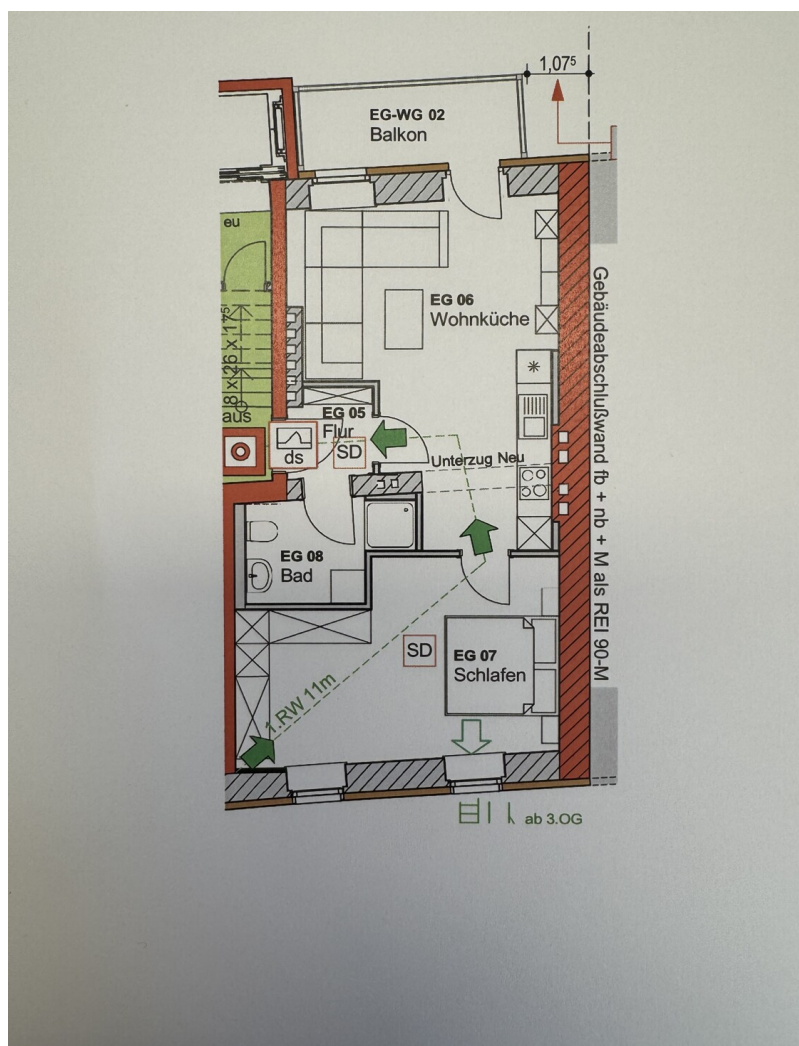 1,07⁵
EG-WG 02
Balkon
eu
EG 06
Wohnküche
8 x 26 x 17⁵
aus
EG 05
Flur
SD
ds
Unterzug Neu
EG 08
Bad
SD
EG 07
Schlafen
1.RW 11m
ab 3.OG
Gebäudeabschlußwand fb + nb + M als REI 90-M